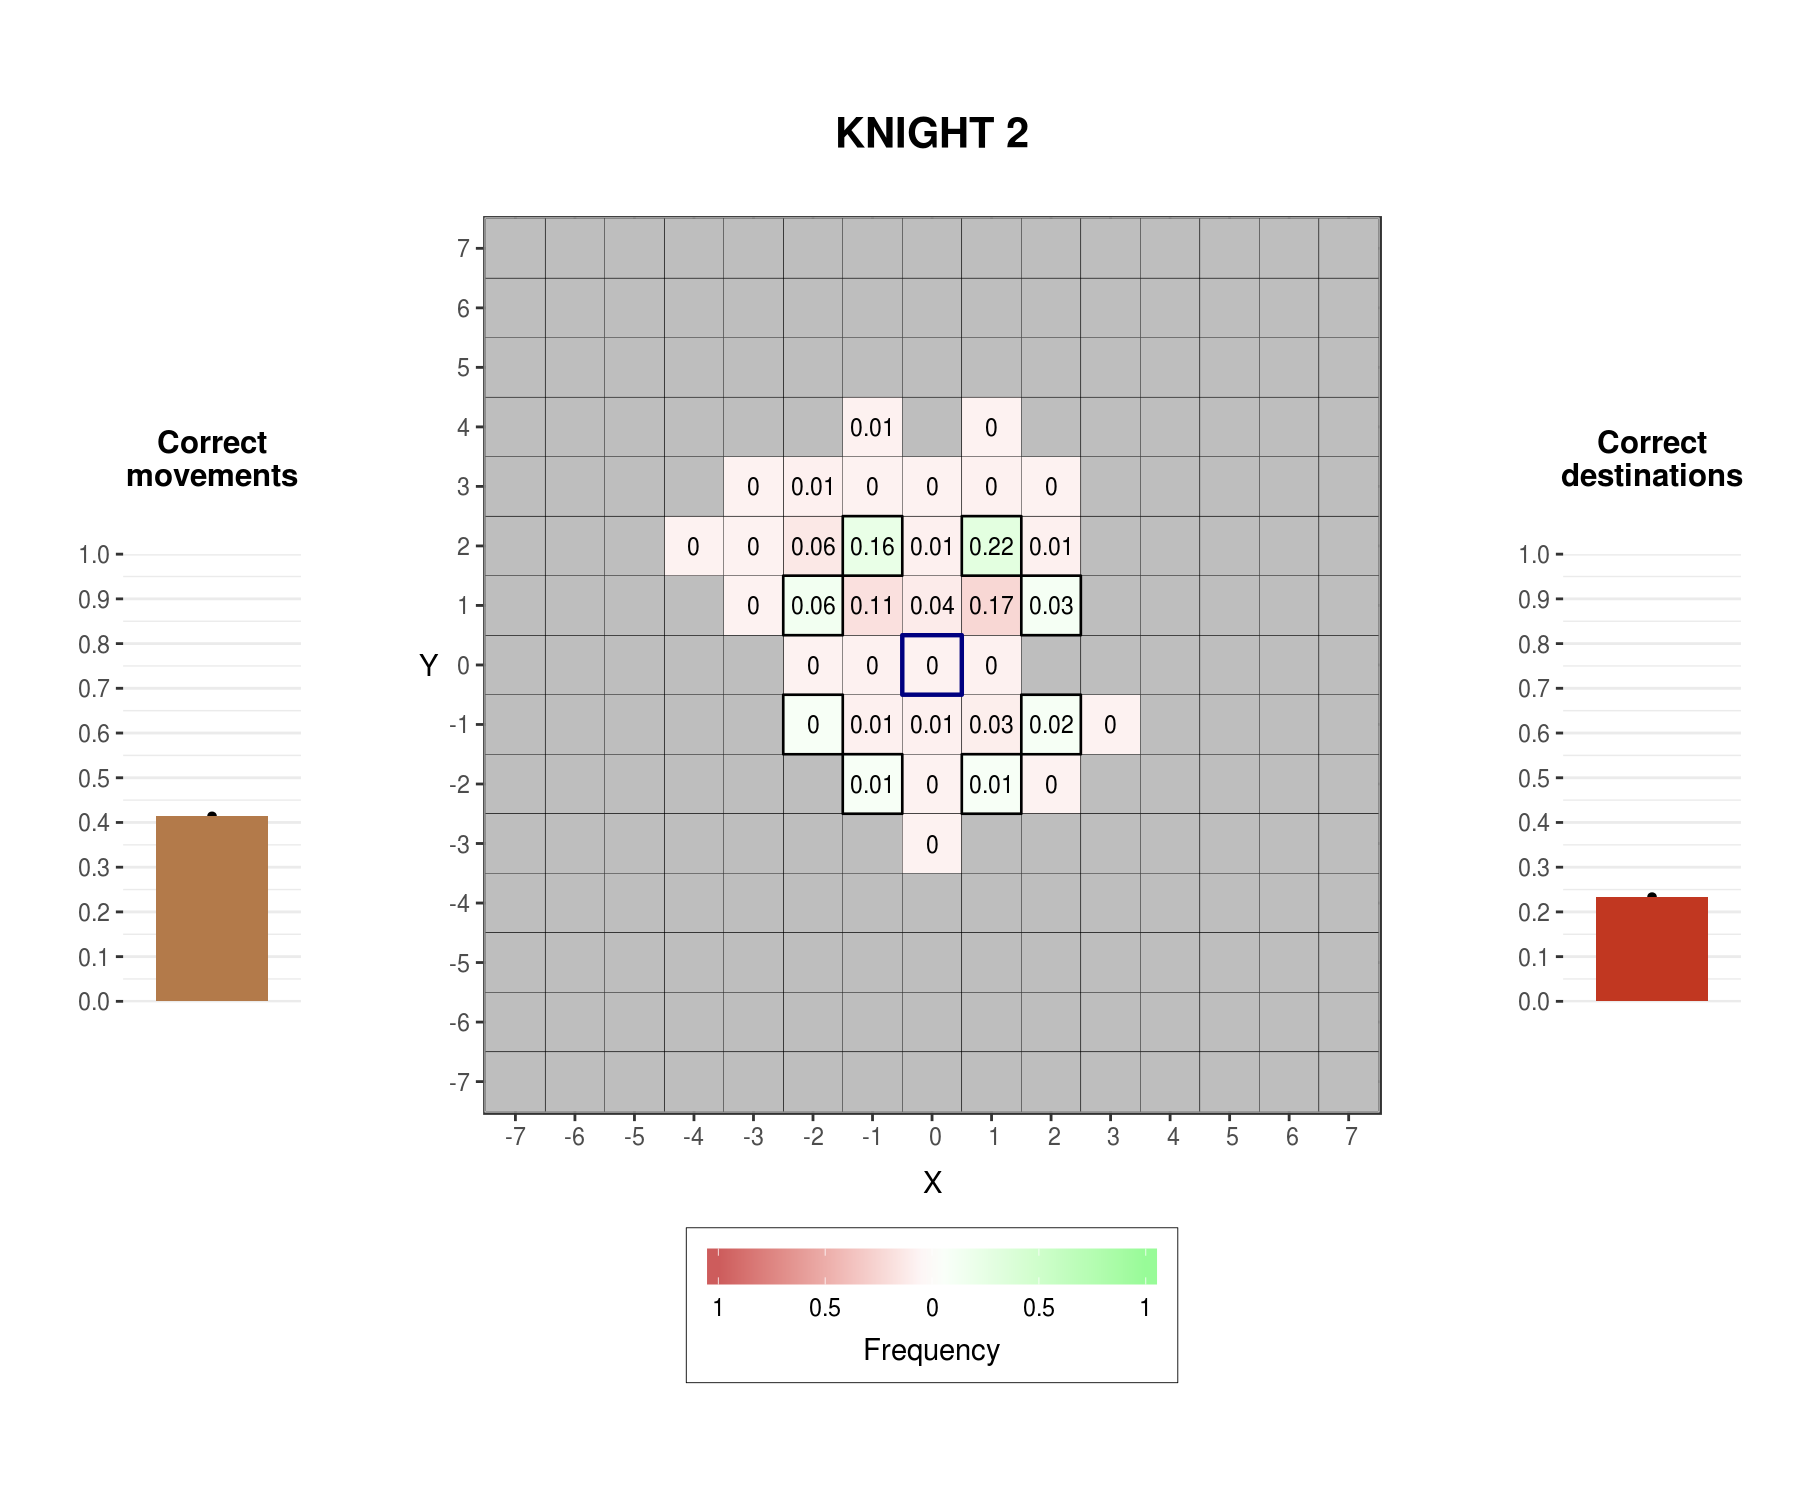 KNIGHT 2
Correct
movements
1.0
0.9
0.8
0.7
0.6
0.5
0.4
0.3
0.2
0.1
0.0
Y
7
6
5
4 0.01 0
3 0 0.01 0 0 0 0
2 0 0 0.06 0.16 0.01 0.22 0.01
1 0 0.06 0.11 0.04 0.17 0.03
0 0 0 0 0
-1 0 0.01 0.01 0.03 0.02 0
-2 0.01 0 0.01 0
-3 0
-4
-5
-6
-7
-7 -6 -5 -4 -3 -2 -1 0 1 2 3 4 5 6 7
X
1 0.5 0 0.5 1
Frequency
Correct
destinations
1.0
0.9
0.8
0.7
0.6
0.5
0.4
0.3
0.2
0.1
0.0